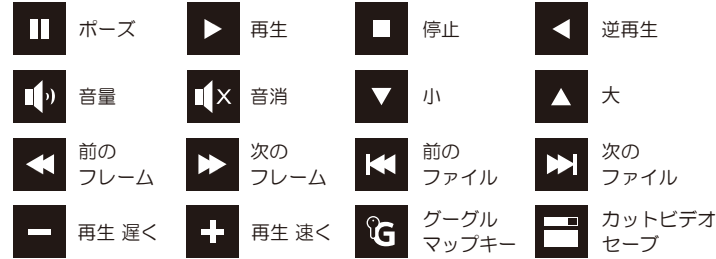 ポーズ
再生
停止
逆再生
音量
音消
小
大
前の
フレーム
次の
フレーム
前の
ファイル
次の
ファイル
再生 遅く
再生 速く
G
グーグル
マップキー
カットビデオ
セーブ